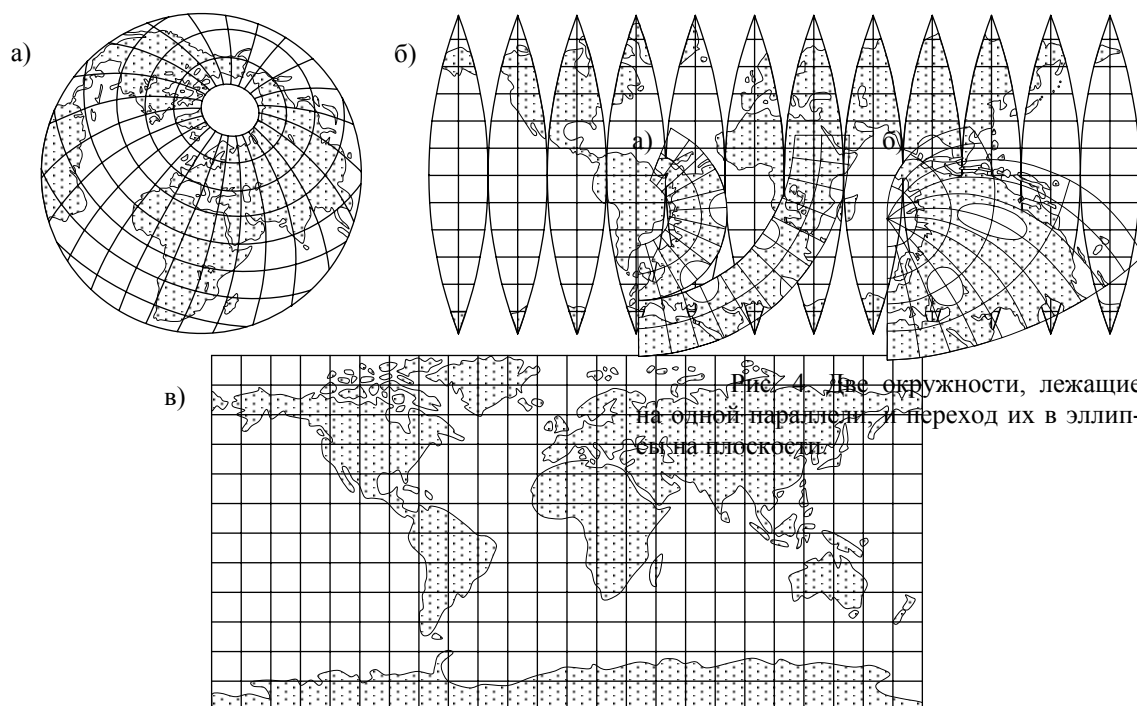 а)
б)
а)
б)
в)
Рис. 4. Две окружности, лежащие
на одной параллели, и переход их в эллип-
сы на плоскости.